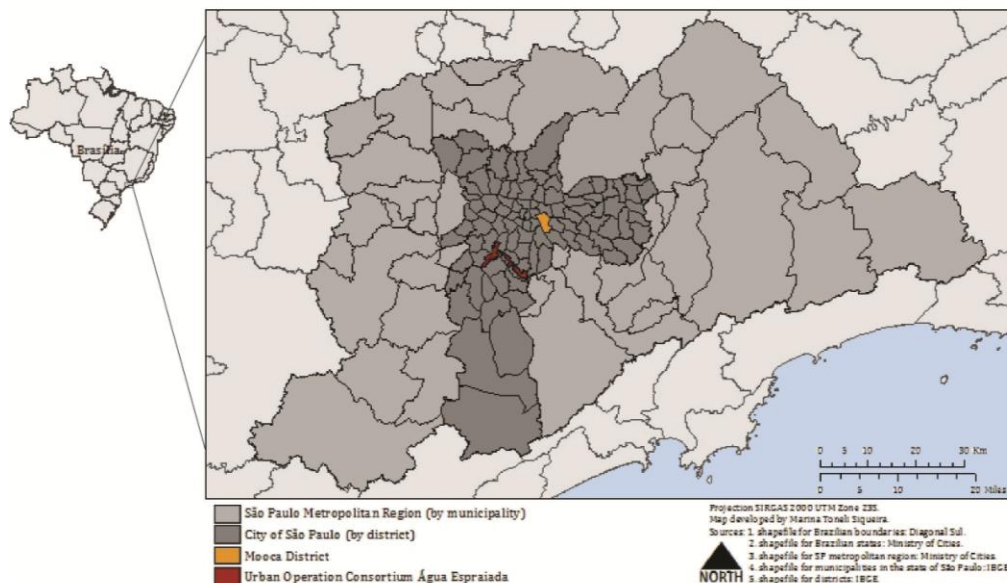 Brasília
0 5 10 20 30 Km
0 5 10 20 Miles
São Paulo Metropolitan Region (by municipality)
City of São Paulo (by district)
Mooca District
Urban Operation Consortium Água Espraiada
Projection SIRGAS 2000 UTM Zone 23S.
Map developed by Marina Toneli Siqueira.
Sources: 1. shapefile for Brazilian boundaries: Diagonal Sul.
2. shapefile for Brazilian states: Ministry of Cities.
3. shapefile for SP metropolitan region: Ministry of Cities.
4. shapefile for municipalities in the state of São Paulo: IBGE
5. shapefile for districts: IBGE.
NORTH